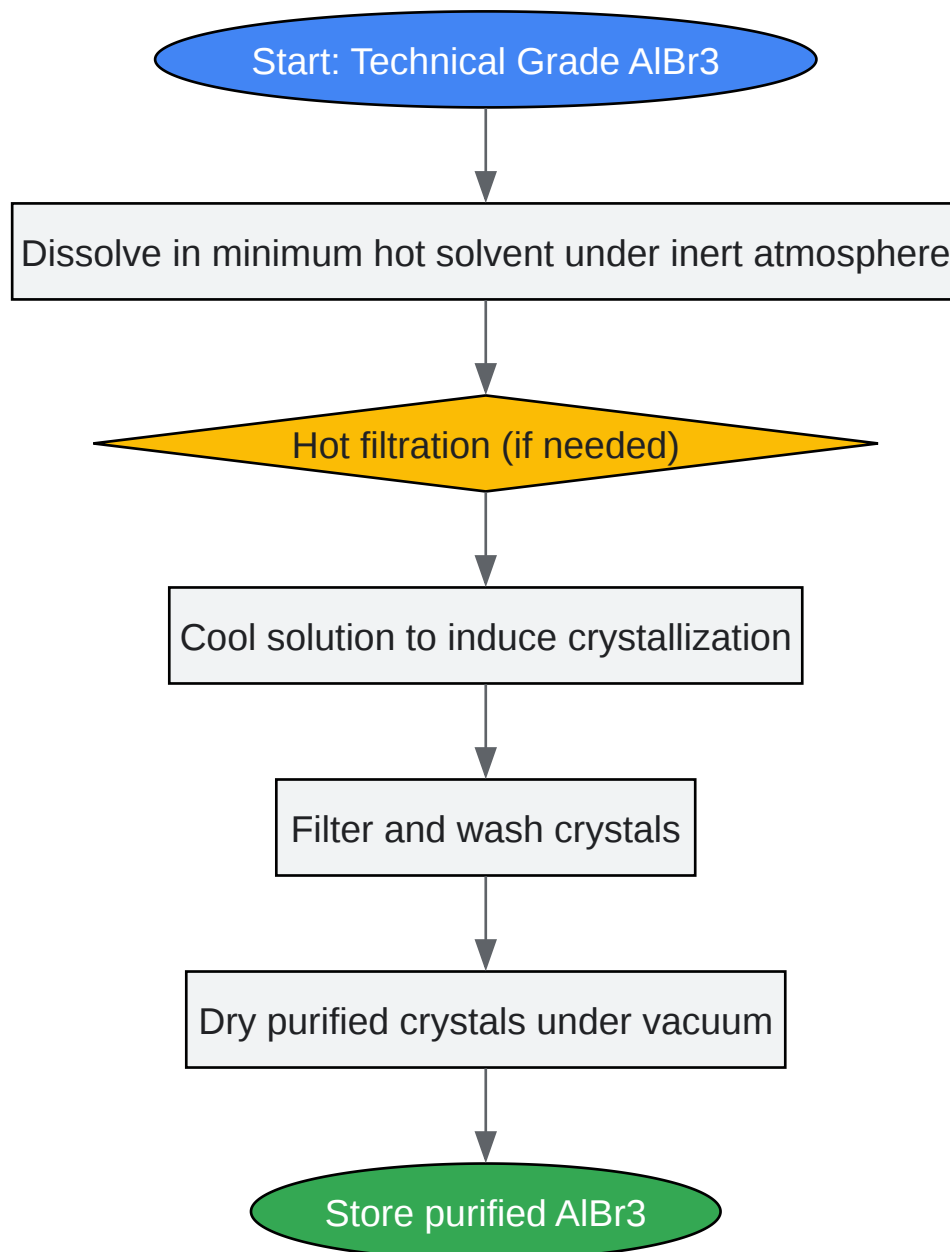 Start: Technical Grade AlBr3
Dissolve in minimum hot solvent under inert atmosphere
Hot filtration (if needed)
Cool solution to induce crystallization
Filter and wash crystals
Dry purified crystals under vacuum
Store purified AlBr3